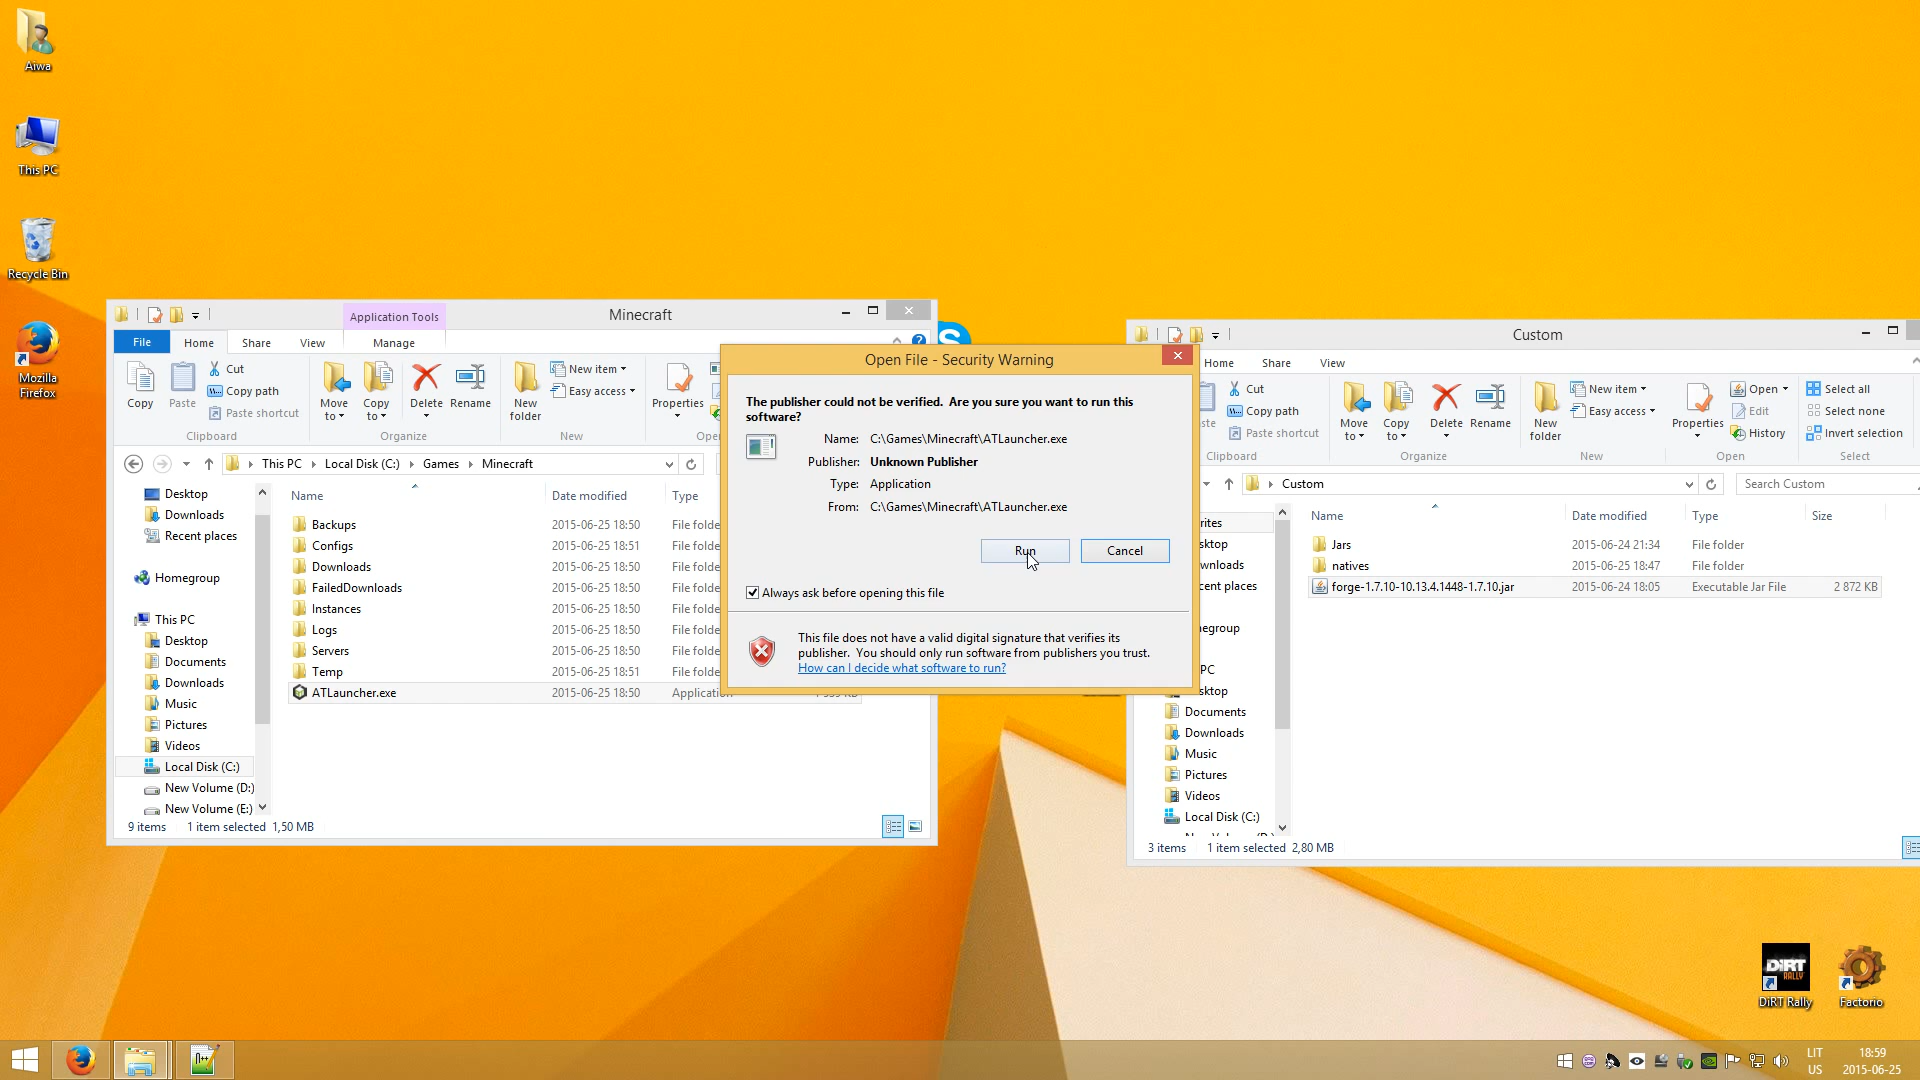 Aiwa
This PC
Recycle Bin
Mozilla
Firefox
Application Tools
Minecraft
File
Home
Share
View
Manage
Copy
Paste
Cut
Copy path
Paste shortcut
Clipboard
Move
to
Copy
to
Delete
Rename
Organize
New
folder
New item
Easy access
New
Properties
This PC
Local Disk (C:)
Games
Minecraft
Desktop
Downloads
Recent places
Homegroup
This PC
Desktop
Documents
Downloads
Music
Pictures
Videos
Local Disk (C:)
New Volume (D:)
New Volume (E:)
Name Date modified Type
Backups 2015-06-25 18:50 File folde
Configs 2015-06-25 18:51 File folde
Downloads 2015-06-25 18:50 File folde
FailedDownloads 2015-06-25 18:50 File folde
Instances 2015-06-25 18:50 File folde
Logs 2015-06-25 18:50 File folde
Servers 2015-06-25 18:50 File folde
Temp 2015-06-25 18:51 File folde
ATLauncher.exe 2015-06-25 18:50 Applicatio
9 items 1 item selected 1,50 MB
Open File - Security Warning
The publisher could not be verified. Are you sure you want to run this
software?
Name: C:\Games\Minecraft\ATLauncher.exe
Publisher: Unknown Publisher
Type: Application
From: C:\Games\Minecraft\ATLauncher.exe
Run
Cancel
Always ask before opening this file
This file does not have a valid digital signature that verifies its
publisher. You should only run software from publishers you trust.
How can I decide what software to run?
Custom
Home
Share
View
Cut
Copy path
Paste shortcut
Clipboard
Move
to
Copy
to
Delete
Rename
Organize
New
folder
New item
Easy access
New
Properties
Open
Edit
History
Open
Select all
Select none
Invert selection
Select
Custom
Search Custom
Name Date modified Type Size
Jars 2015-06-24 21:34 File folder
natives 2015-06-25 18:47 File folder
forge-1.7.10-10.13.4.1448-1.7.10.jar 2015-06-24 18:05 Executable Jar File 2 872 KB
Documents
Downloads
Music
Pictures
Videos
Local Disk (C:)
3 items 1 item selected 2,80 MB
DiRT
RALLY
DiRT Rally
Factorio
LIT
US
18:59
2015-06-25